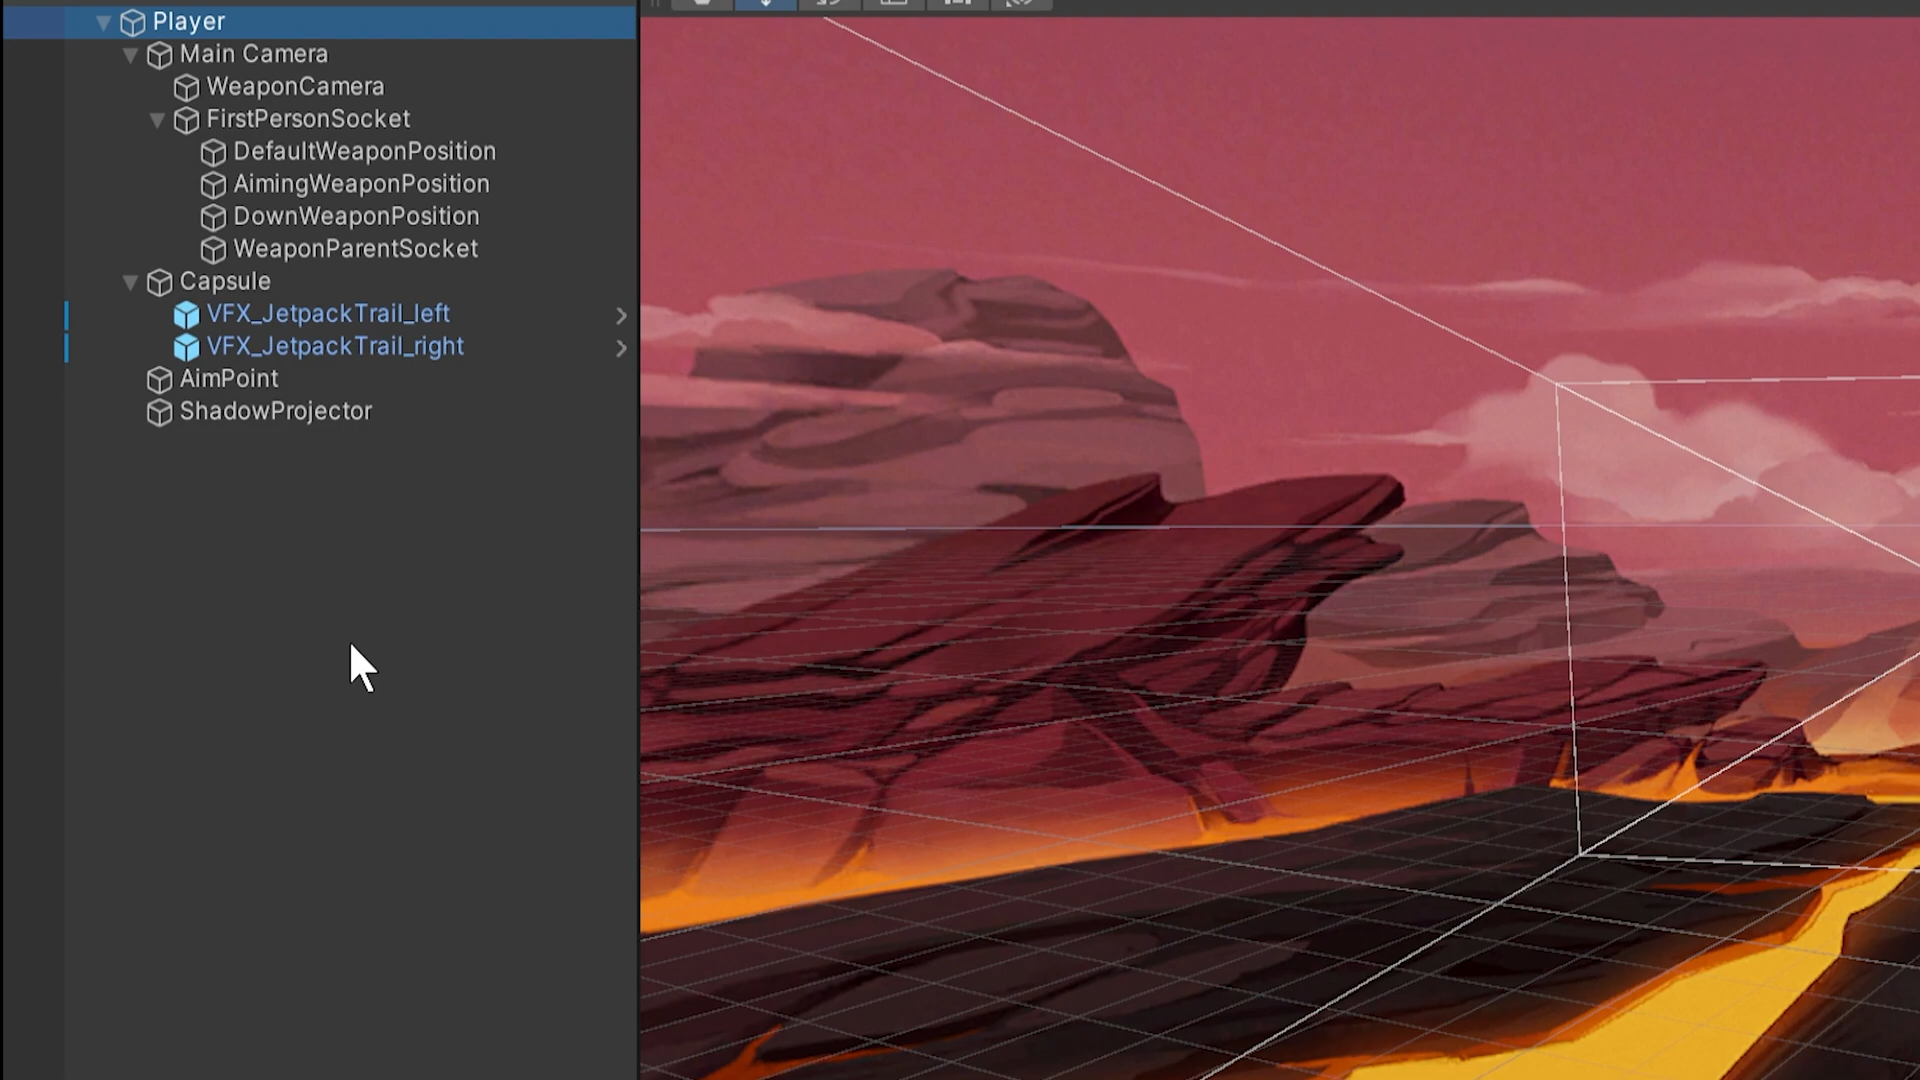 Player
Main Camera
WeaponCamera
FirstPersonSocket
DefaultWeaponPosition
AimingWeaponPosition
DownWeaponPosition
WeaponParentSocket
Capsule
VFX_JetpackTrail_left
VFX_JetpackTrail_right
AimPoint
ShadowProjector